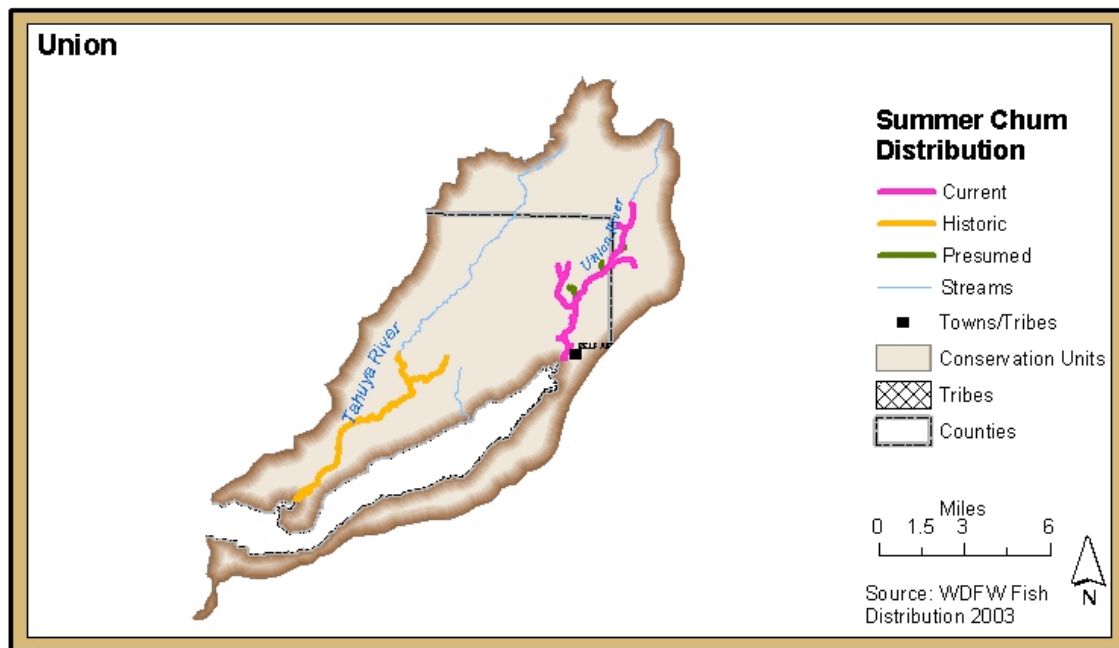 Union
Summer Chum
Distribution
Current
Historic
Presumed
Streams
Towns/Tribes
Conservation Units
Tribes
Counties
Union River
Tahuya River
Miles
0 1.5 3 6
N
Source: WDFW Fish
Distribution 2003